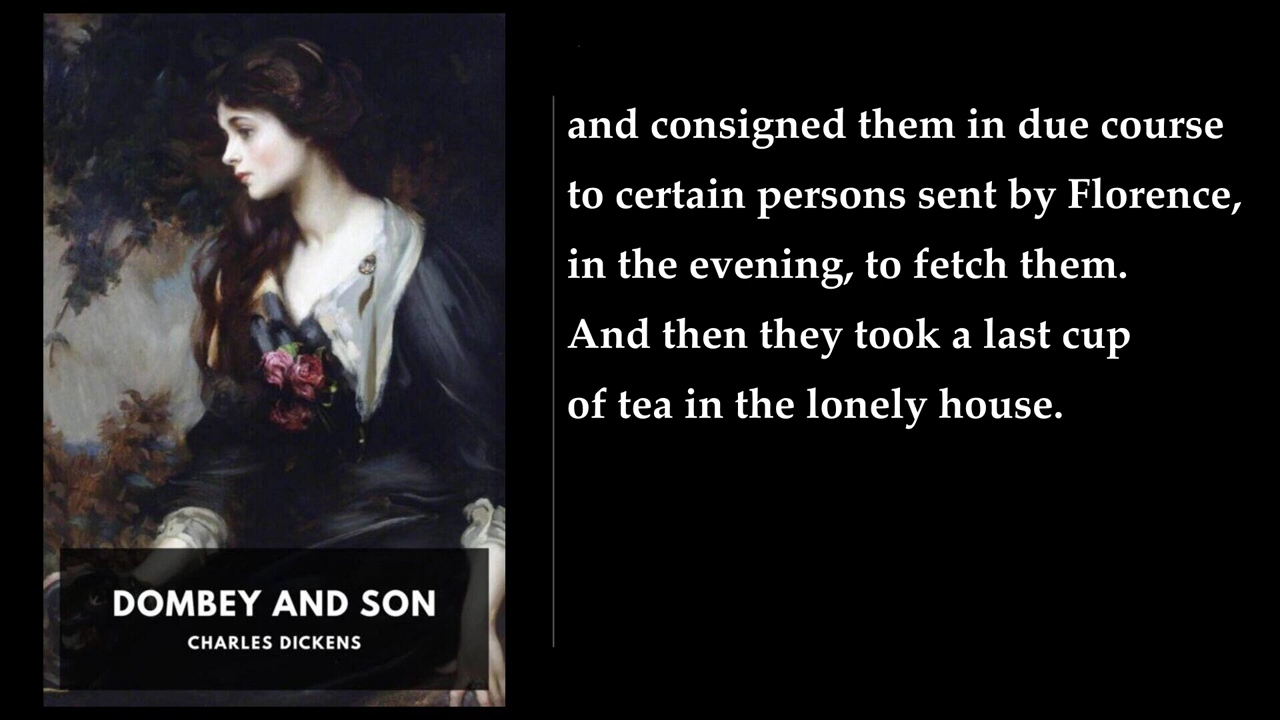 DOMBEY AND SON
CHARLES DICKENS
and consigned them in due course
to certain persons sent by Florence,
in the evening, to fetch them.
And then they took a last cup
of tea in the lonely house.